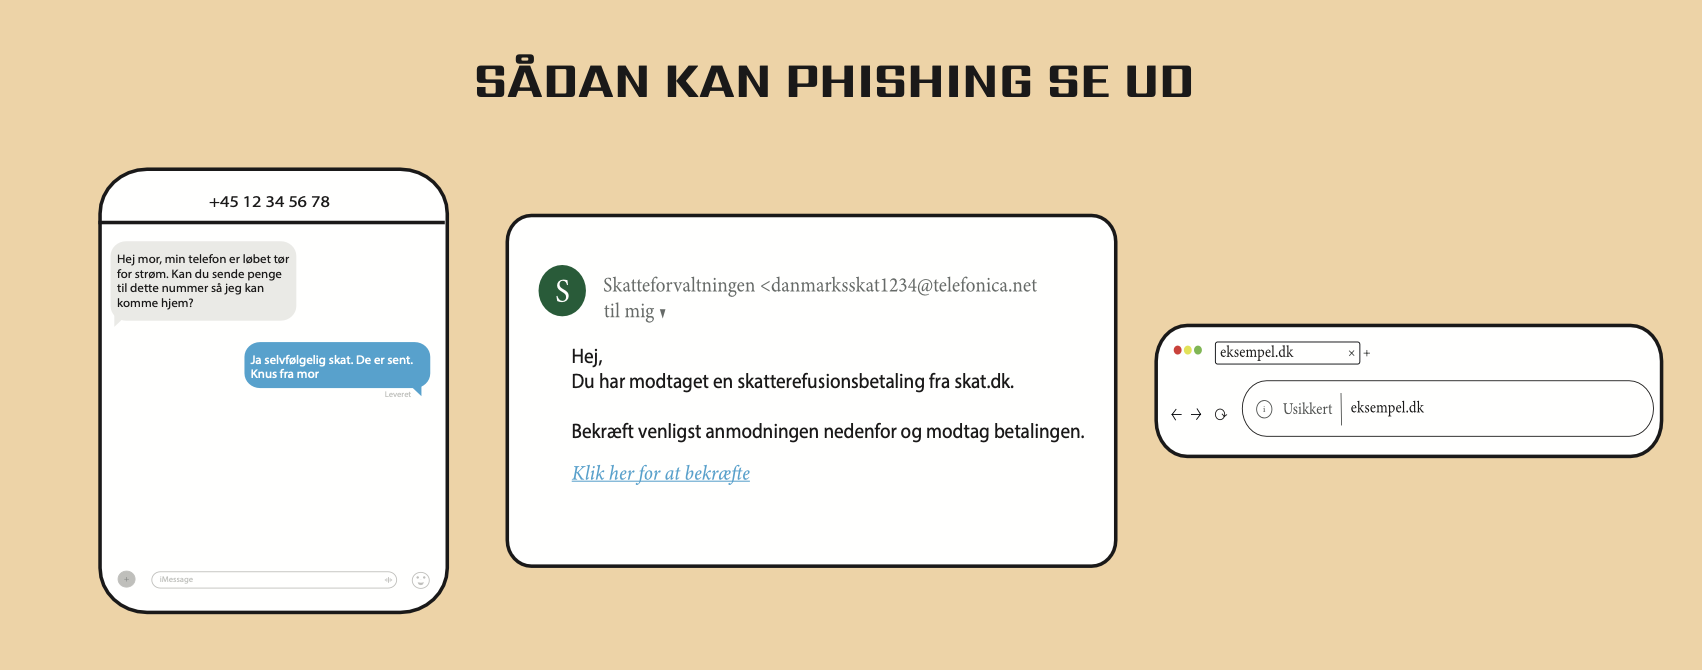 SÅDAN KAN PHISHING SE UD
+45 12 34 56 78
Hej mor, min telefon er løbet tør
for strøm. Kan du sende penge
til dette nummer så jeg kan
komme hjem?
Ja selvfølgelig skat. De er sent.
Knus fra mor
Leveret
iMessage
S
Skatteforvaltningen <danmarksskat1234@telefonica.net
til mig
Hej,
Du har modtaget en skatterefusionsbetaling fra skat.dk.
Bekræft venligst anmodningen nedenfor og modtag betalingen.
Klik her for at bekræfte
eksempel.dk × +
i Usikkert eksempel.dk